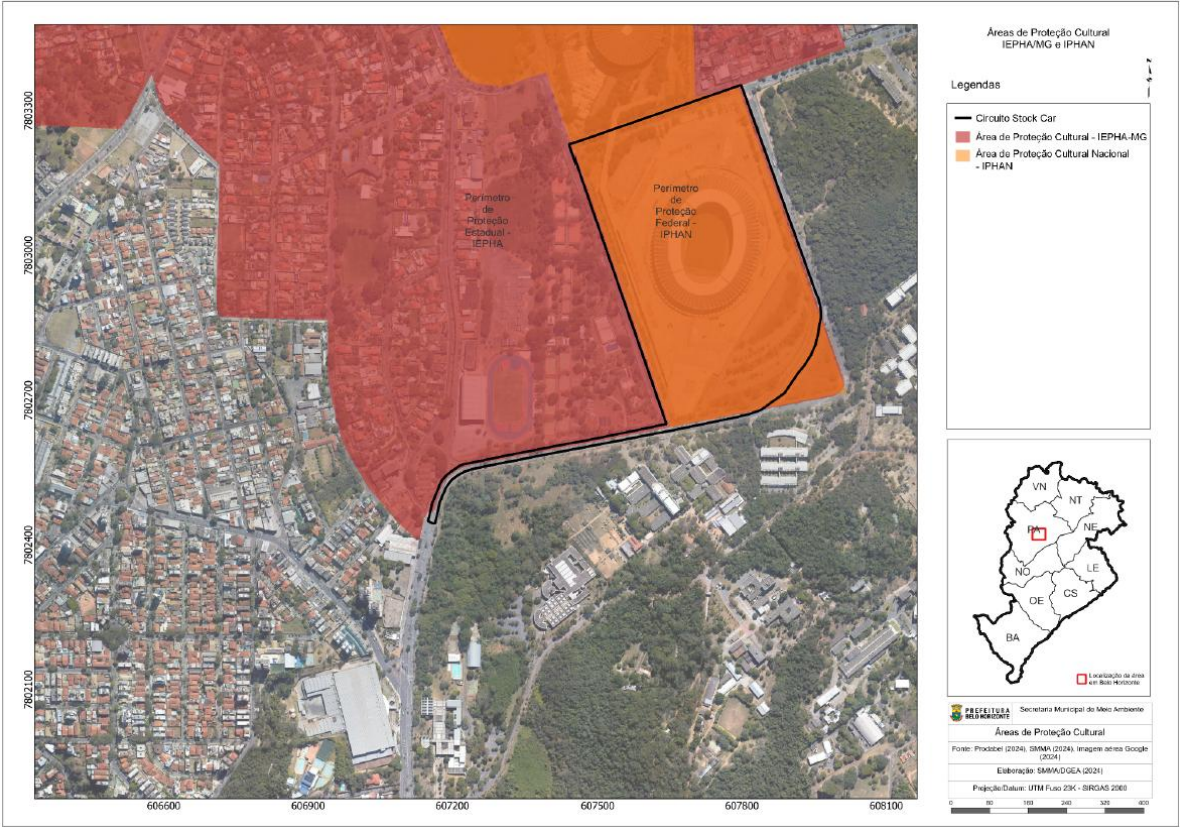 Áreas de Proteção Cultural
IEPHA/MG e IPHAN
Legendas
Circuito Stock Car
Área de Proteção Cultural - IEPHA-MG
Área de Proteção Cultural Nacional
- IPHAN
7803300
7803000
7802700
7802400
7802100
Perímetro
de
Proteção
Estadual -
IEPHA
Perímetro
de
Proteção
Federal -
IPHAN
606600
606900
607200
607500
607800
608100
VN
NT
PA
NE
NO
LE
OE
CS
BA
Localização da área
em Belo Horizonte
PREFEITURA
BELO HORIZONTE
Secretaria Municipal de Meio Ambiente
Áreas de Proteção Cultural
Fonte: Prodabel (2024), SMMA (2024), Imagem aérea Google
(2024)
Elaboração: SMMA/DGEA (2024)
Projeção/Datum: UTM Fuso 23K - SIRGAS 2000
0 80 160 240 320 400